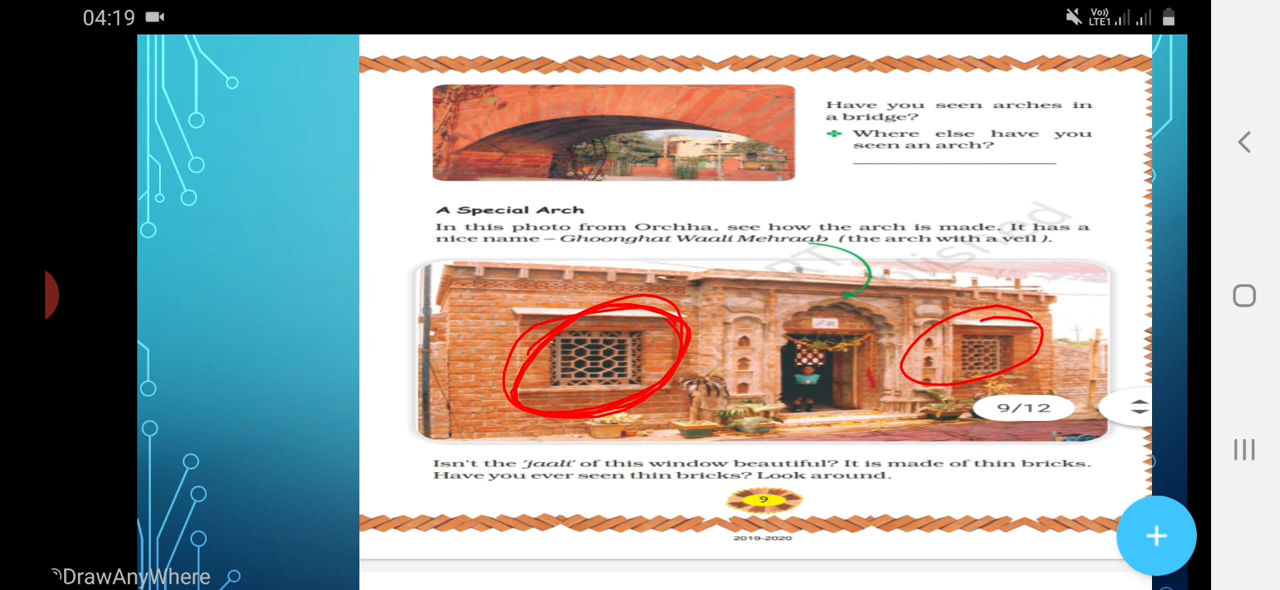 04:19
Vo))
LTE1
Have you seen arches in
a bridge?
Where else have you
seen an arch?
A Special Arch
In this photo from Orchha, see how the arch is made. It has a
nice name – Ghoonghat Waali Mehraab (the arch with a veil).
9/12
Isn't the 'jaali' of this window beautiful? It is made of thin bricks.
Have you ever seen thin bricks? Look around.
9
2019-2020
DrawAnyWhere